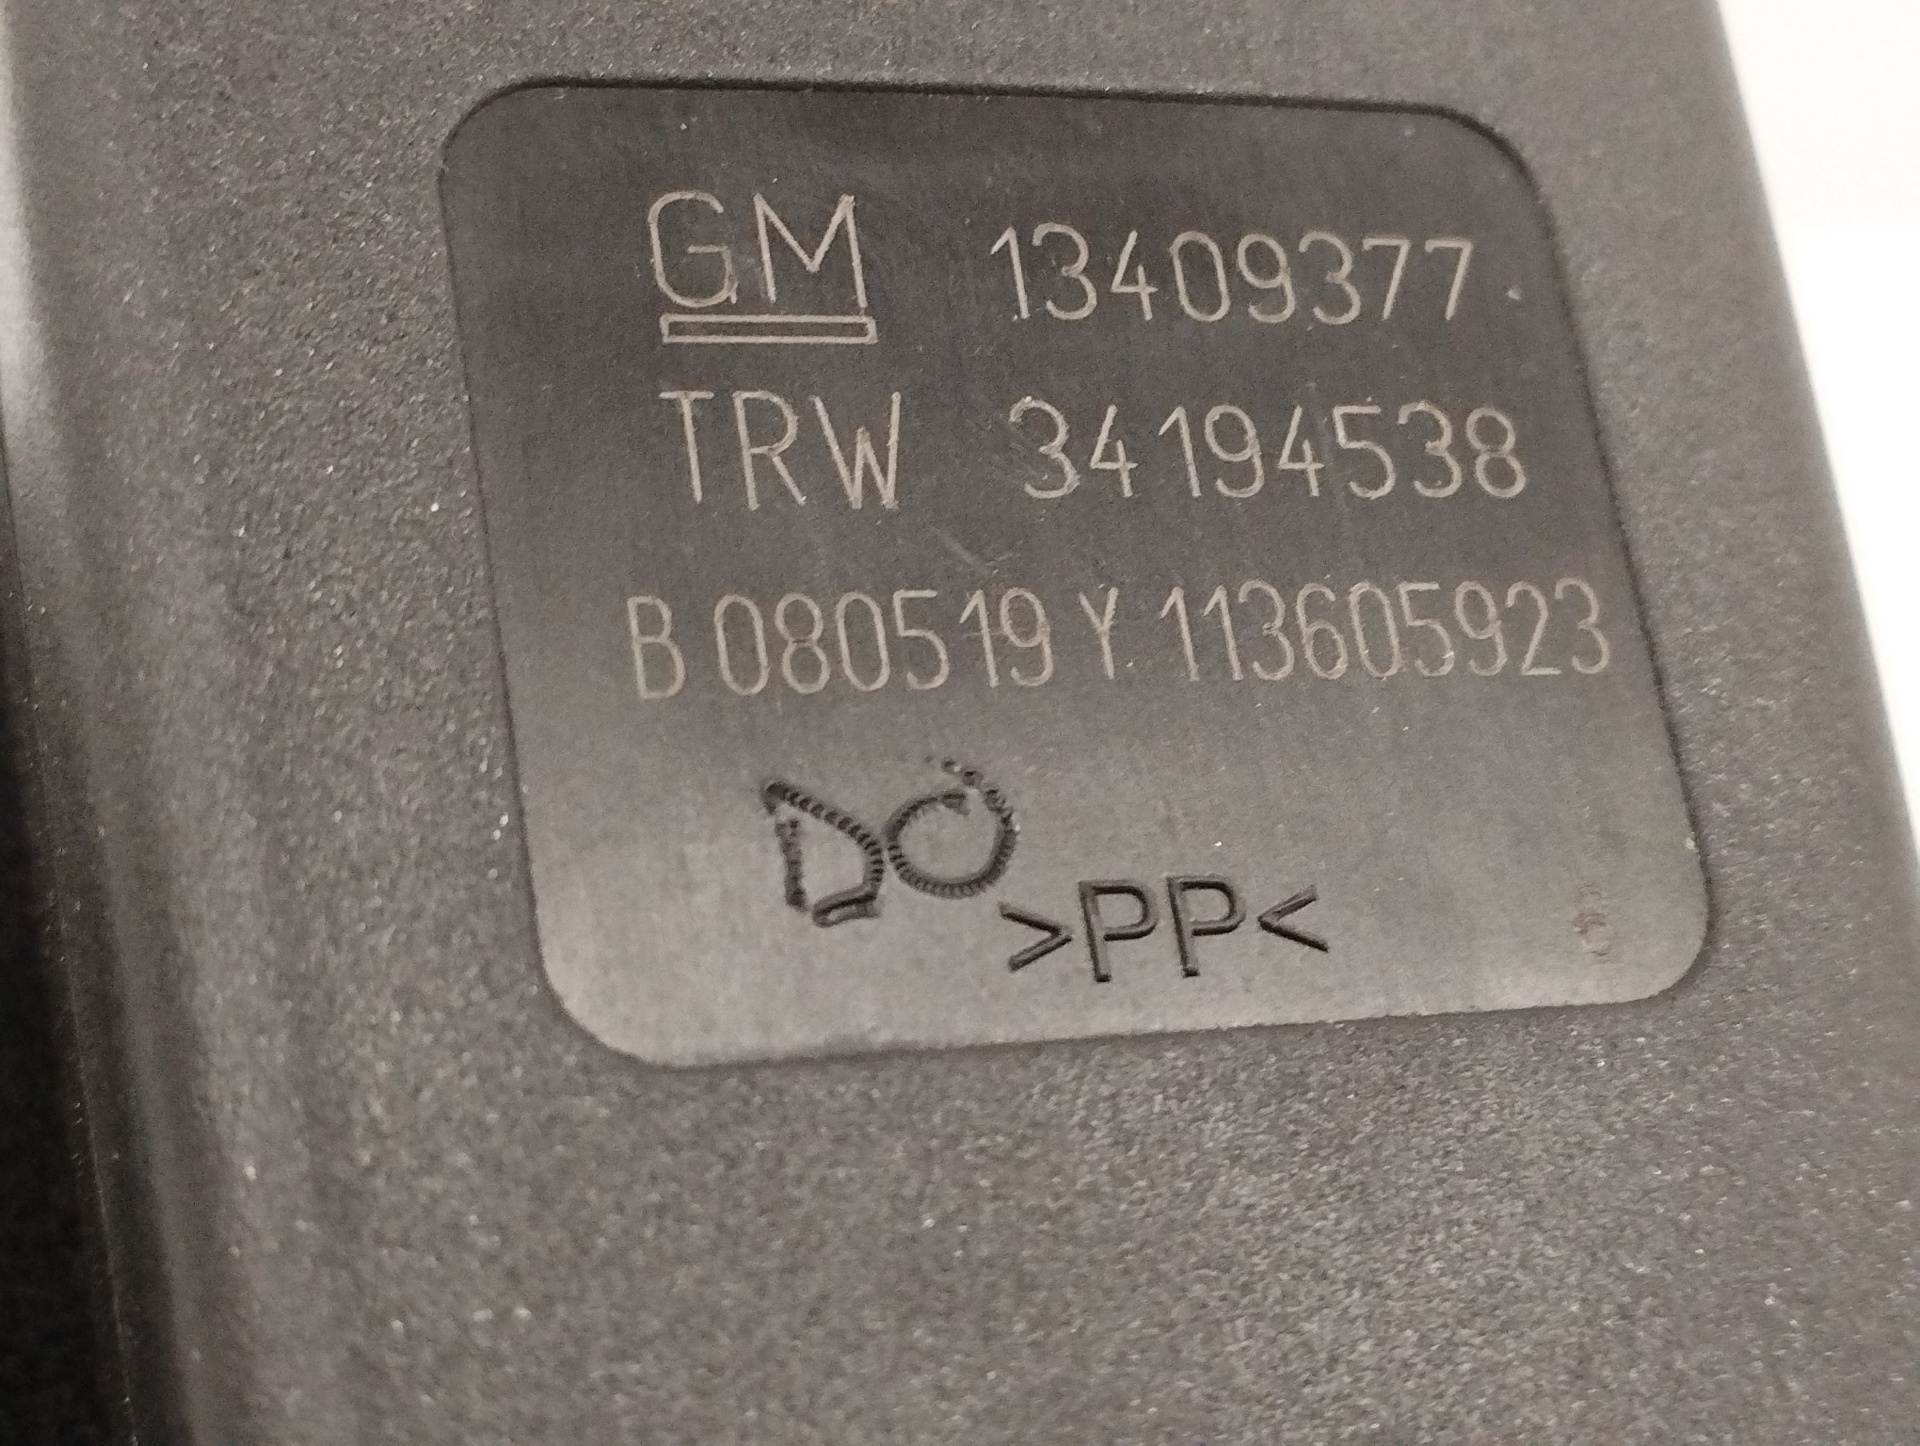 GM 13409377
TRW 34194538
B 080519 Y 113605923
>PP<